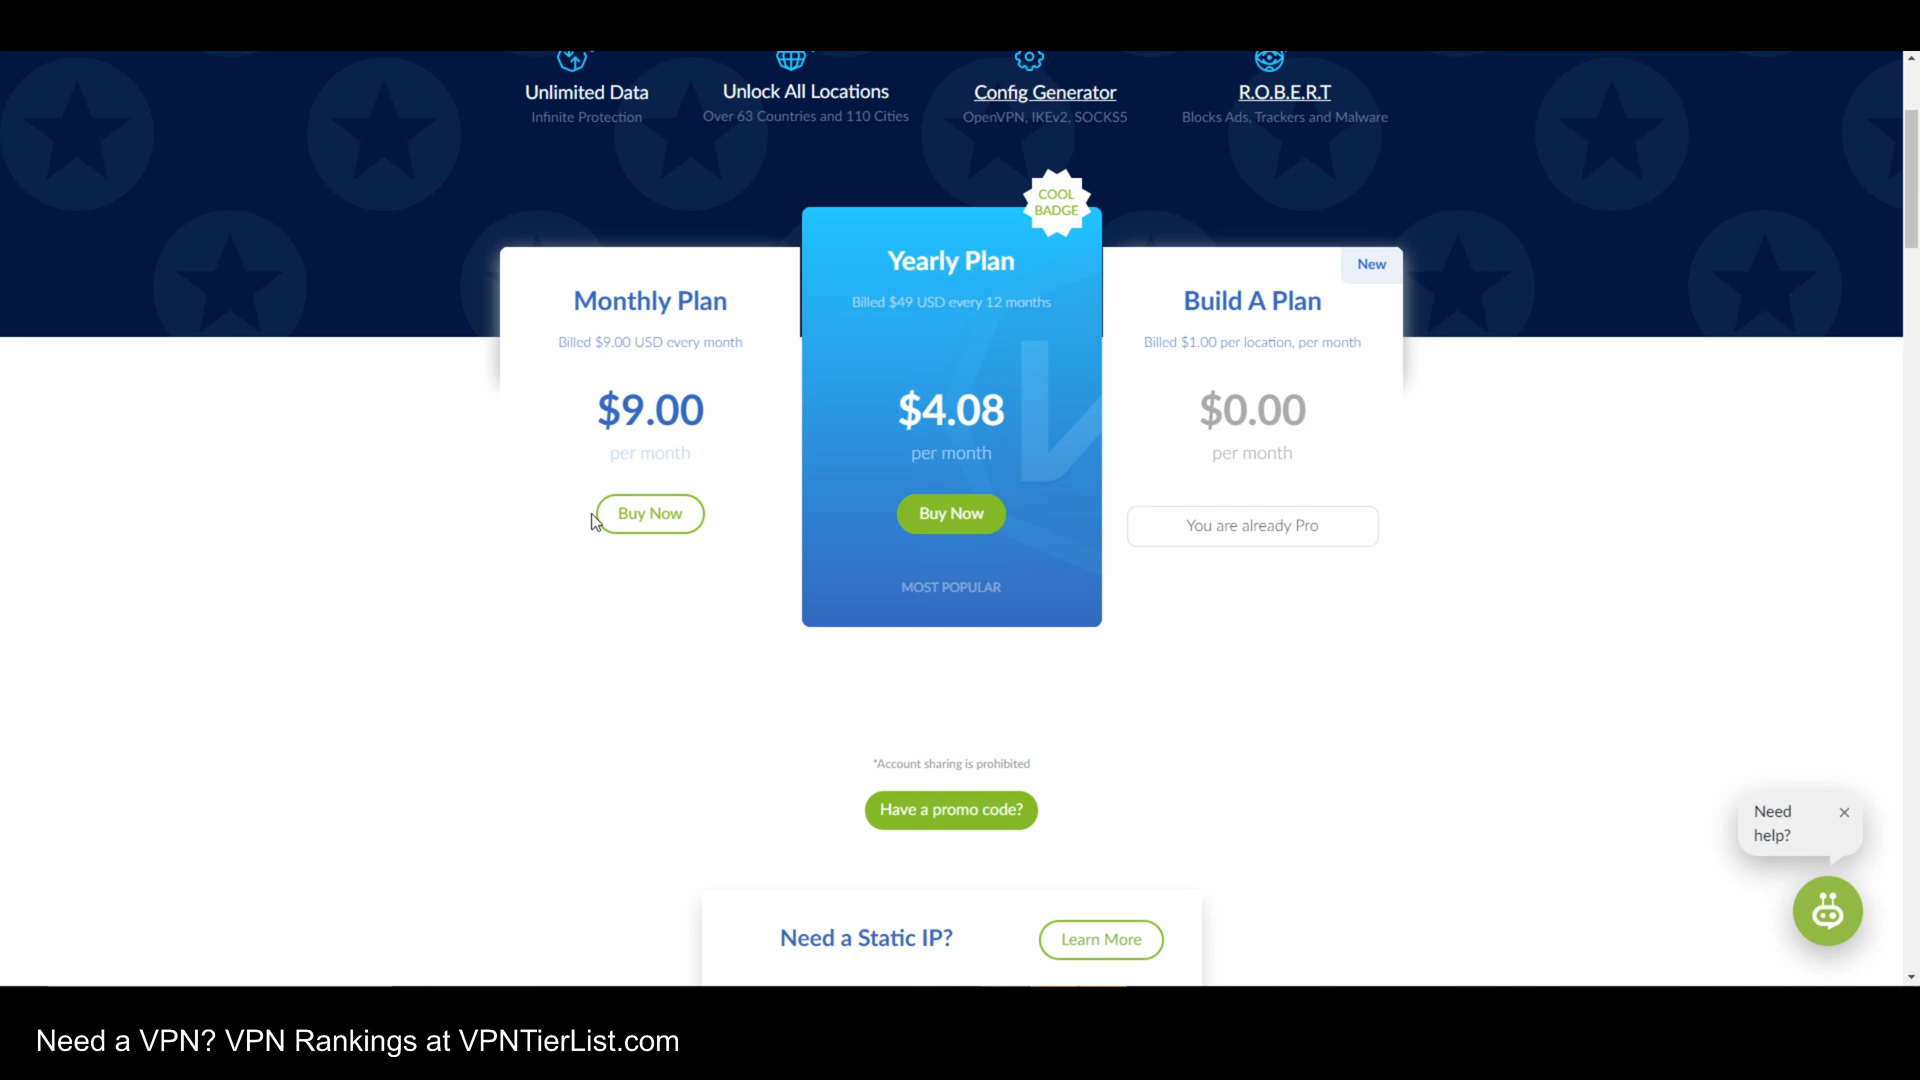 Unlimited Data
Infinite Protection
Unlock All Locations
Over 63 Countries and 110 Cities
Config Generator
OpenVPN, IKEv2, SOCKS5
R.O.B.E.R.T
Blocks Ads, Trackers and Malware
Monthly Plan
Billed $9.00 USD every month
$9.00
per month
Buy Now
COOL
BADGE
Yearly Plan
Billed $49 USD every 12 months
$4.08
per month
Buy Now
MOST POPULAR
New
Build A Plan
Billed $1.00 per location, per month
$0.00
per month
You are already Pro
*Account sharing is prohibited
Have a promo code?
Need a Static IP?
Learn More
Need
help?
Need a VPN? VPN Rankings at VPNTierList.com